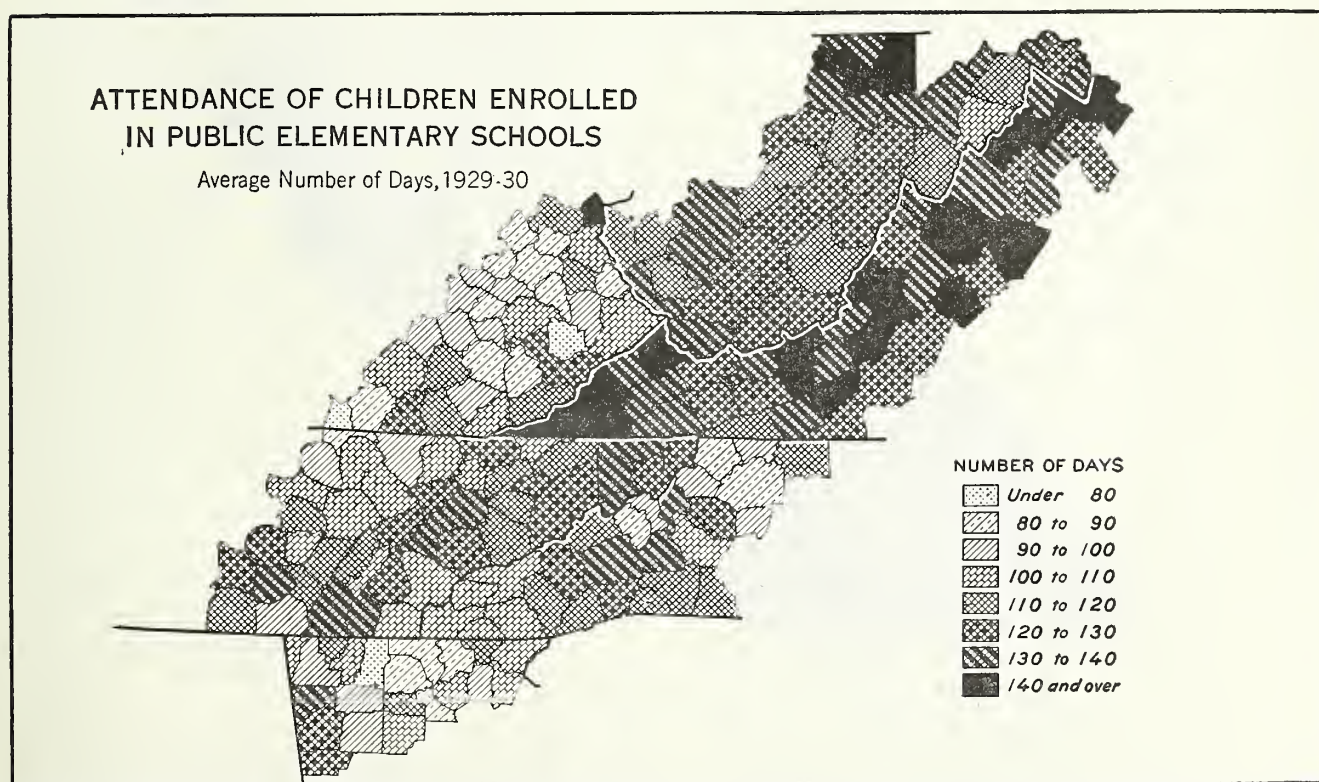 ATTENDANCE OF CHILDREN ENROLLED
IN PUBLIC ELEMENTARY SCHOOLS
Average Number of Days, 1929-30
NUMBER OF DAYS
Under 80
80 to 90
90 to 100
100 to 110
110 to 120
120 to 130
130 to 140
140 and over